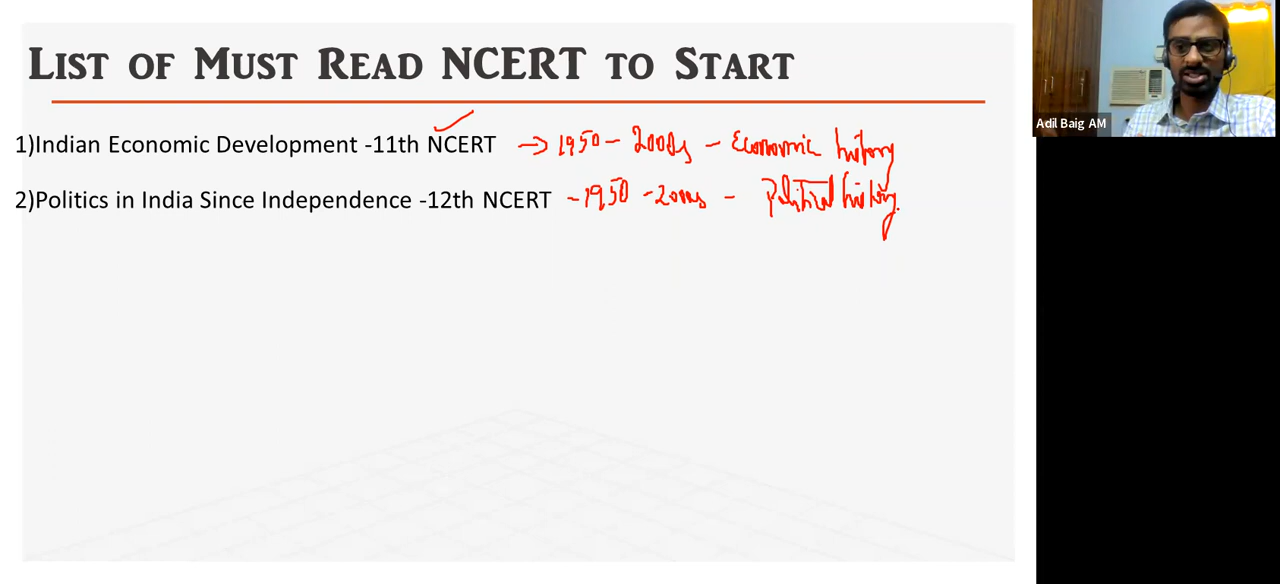 List of Must Read NCERT to Start
1)Indian Economic Development -11th NCERT → 1950 - 2000s - Economic history
2)Politics in India Since Independence -12th NCERT - 1950 - 2000s - Political history.
Adil Baig AM